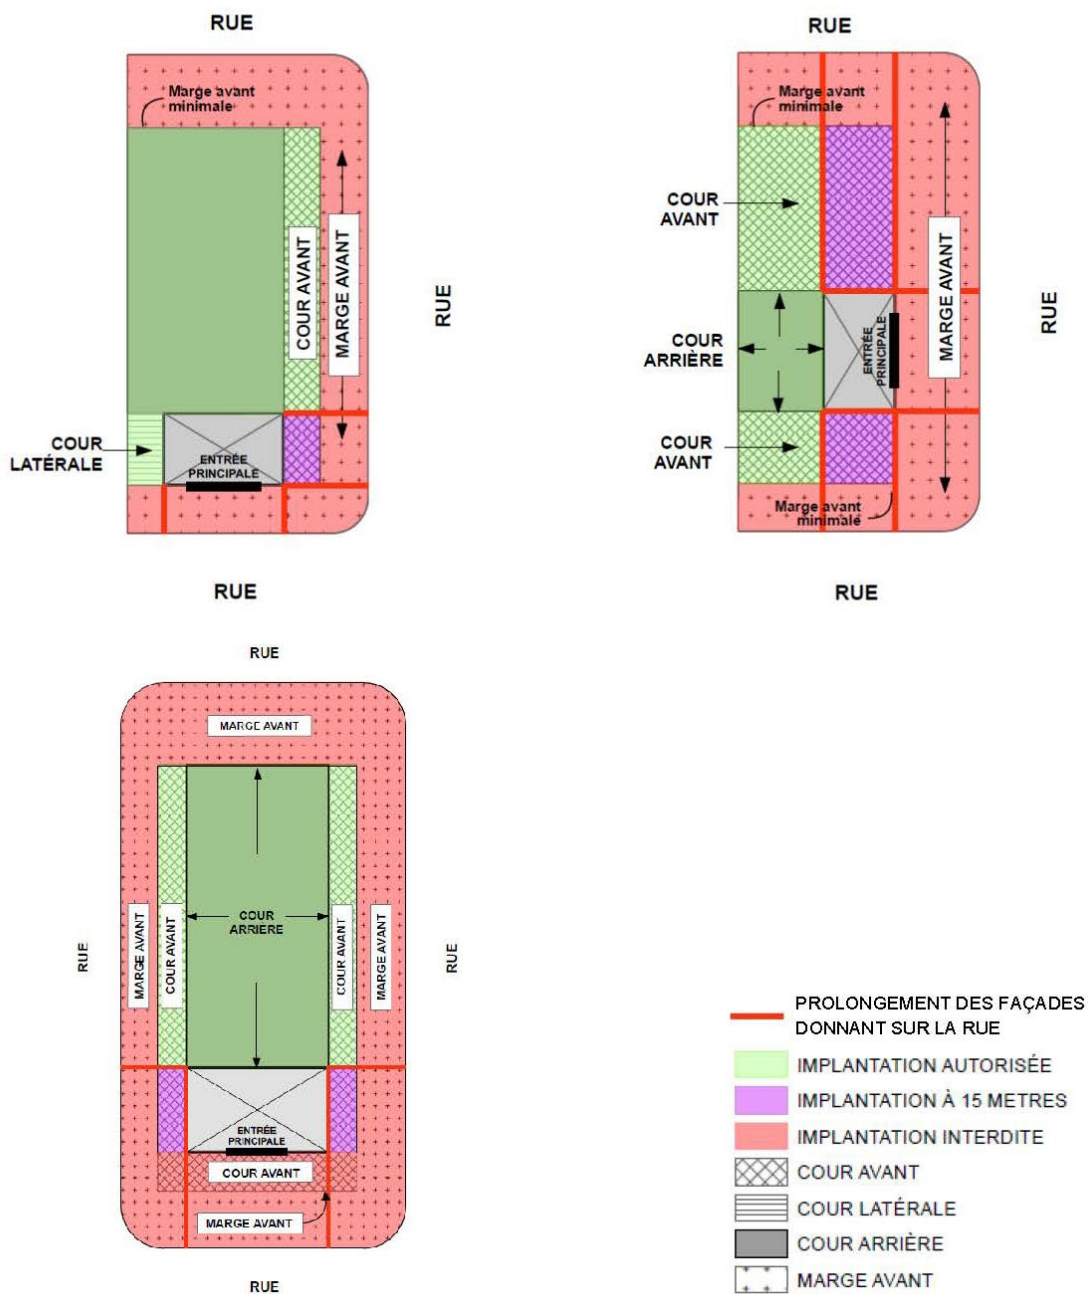 RUE
Marge avant
minimale
COUR AVANT
MARGE AVANT
RUE
COUR
LATÉRALE
ENTRÉE
PRINCIPALE
RUE
RUE
Marge avant
minimale
COUR
AVANT
MARGE AVANT
RUE
COUR
ARRIÈRE
ENTRÉE
PRINCIPALE
COUR
AVANT
Marge avant
minimale
RUE
RUE
MARGE AVANT
RUE
MARGE AVANT
COUR AVANT
COUR
ARRIÈRE
COUR AVANT
MARGE AVANT
RUE
ENTRÉE
PRINCIPALE
COUR AVANT
MARGE AVANT
RUE
PROLONGEMENT DES FAÇADES
DONNANT SUR LA RUE
IMPLANTATION AUTORISÉE
IMPLANTATION À 15 METRES
IMPLANTATION INTERDITE
COUR AVANT
COUR LATÉRALE
COUR ARRIÈRE
MARGE AVANT